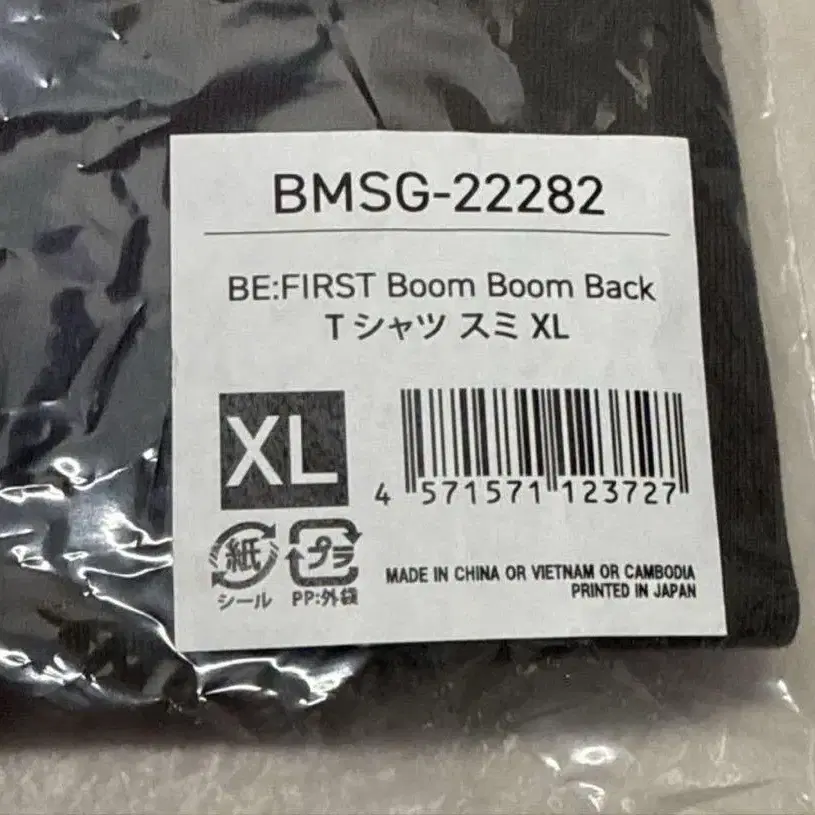 BMSG-22282
BE:FIRST Boom Boom Back
Tシャツ スミ XL
XL
4 571571 123727
紙 プラ
シール PP:外袋
MADE IN CHINA OR VIETNAM OR CAMBODIA
PRINTED IN JAPAN